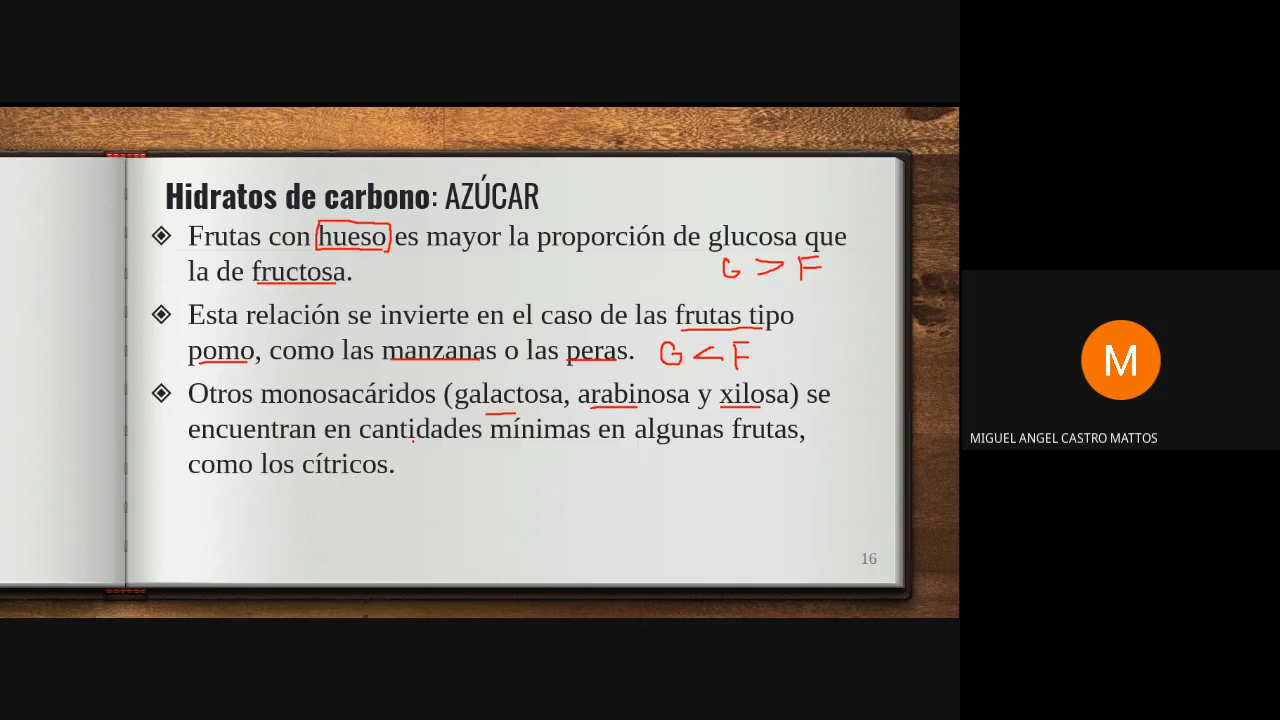 Hidratos de carbono: AZÚCAR
Frutas con hueso es mayor la proporción de glucosa que
la de fructosa.
G > F
Esta relación se invierte en el caso de las frutas tipo
pomo, como las manzanas o las peras. G < F
Otros monosacáridos (galactosa, arabinosa y xilosa) se
encuentran en cantidades mínimas en algunas frutas,
como los cítricos.
16
M
MIGUEL ANGEL CASTRO MATTOS